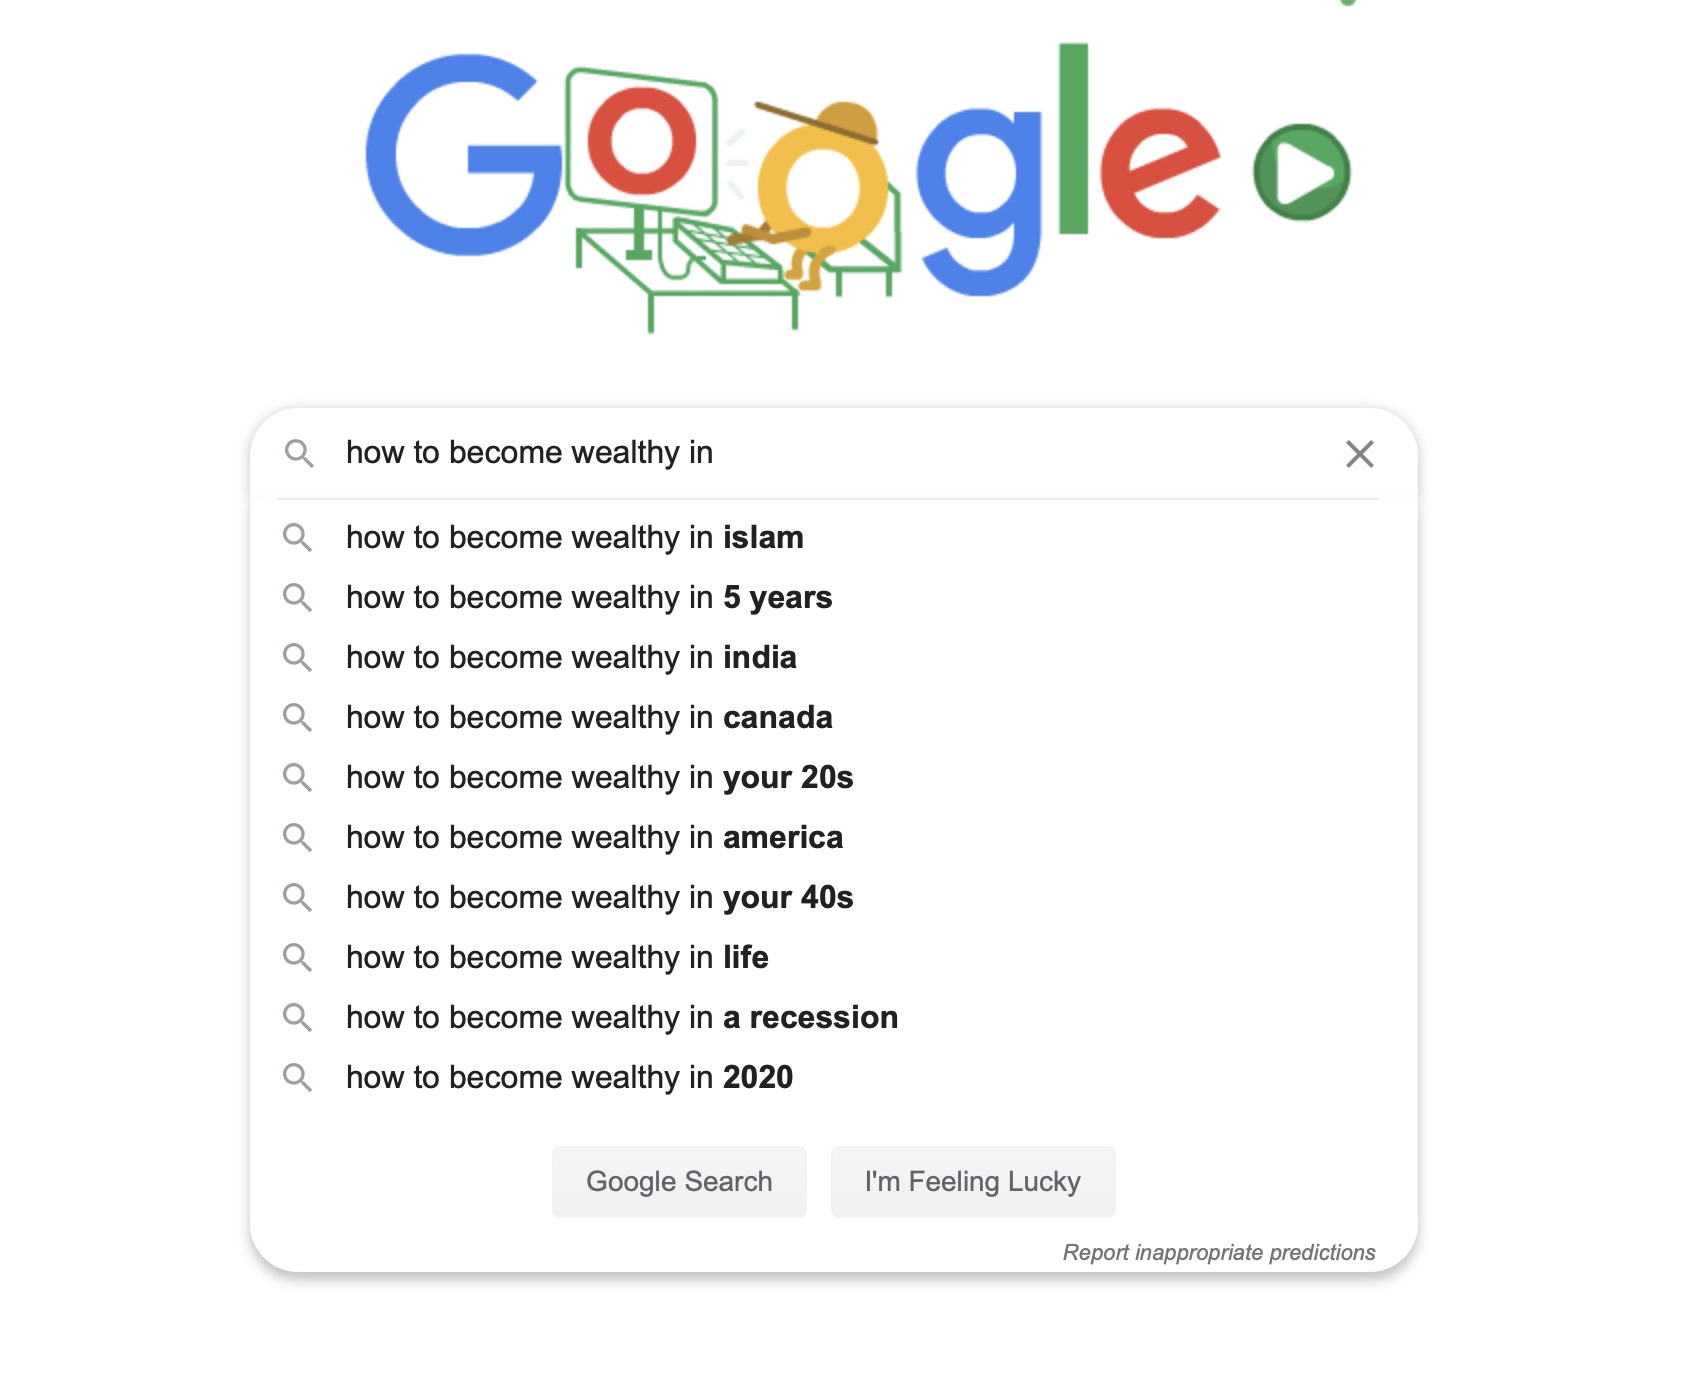 Google
how to become wealthy in
how to become wealthy in islam
how to become wealthy in 5 years
how to become wealthy in india
how to become wealthy in canada
how to become wealthy in your 20s
how to become wealthy in america
how to become wealthy in your 40s
how to become wealthy in life
how to become wealthy in a recession
how to become wealthy in 2020
Google Search I'm Feeling Lucky
Report inappropriate predictions